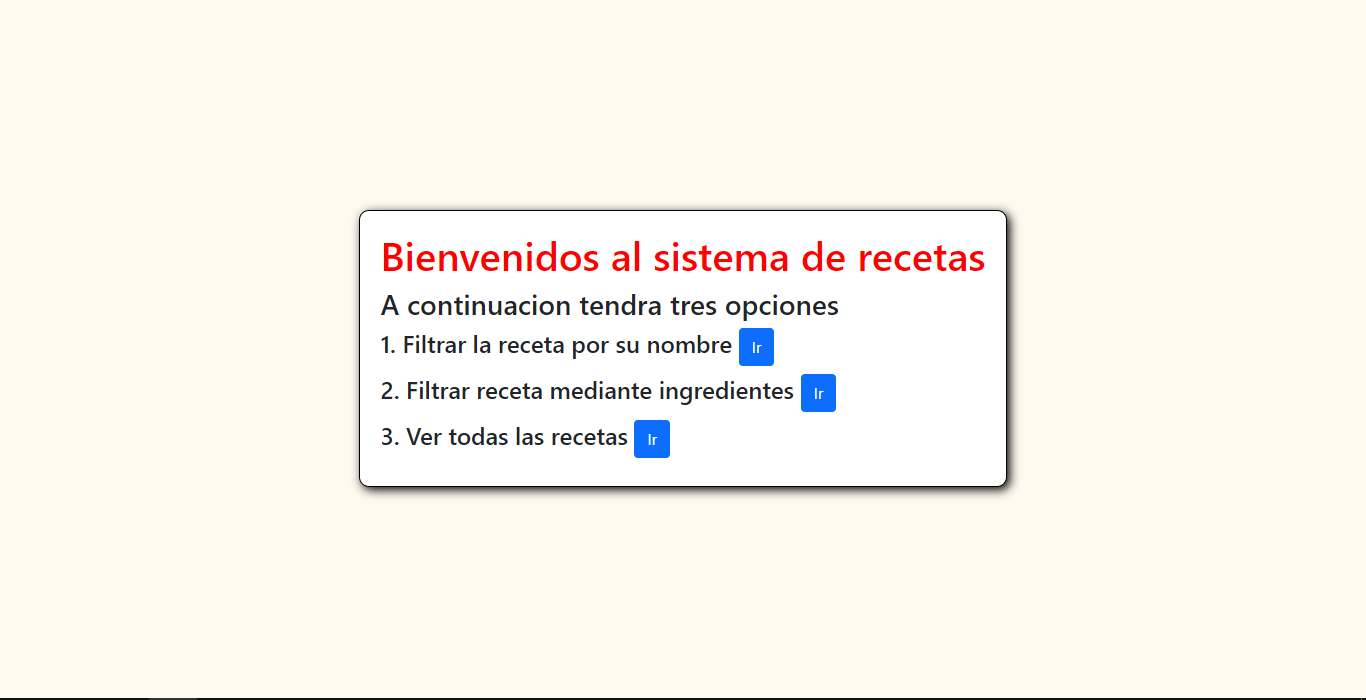 Bienvenidos al sistema de recetas
A continuacion tendra tres opciones
1. Filtrar la receta por su nombre Ir
2. Filtrar receta mediante ingredientes Ir
3. Ver todas las recetas Ir